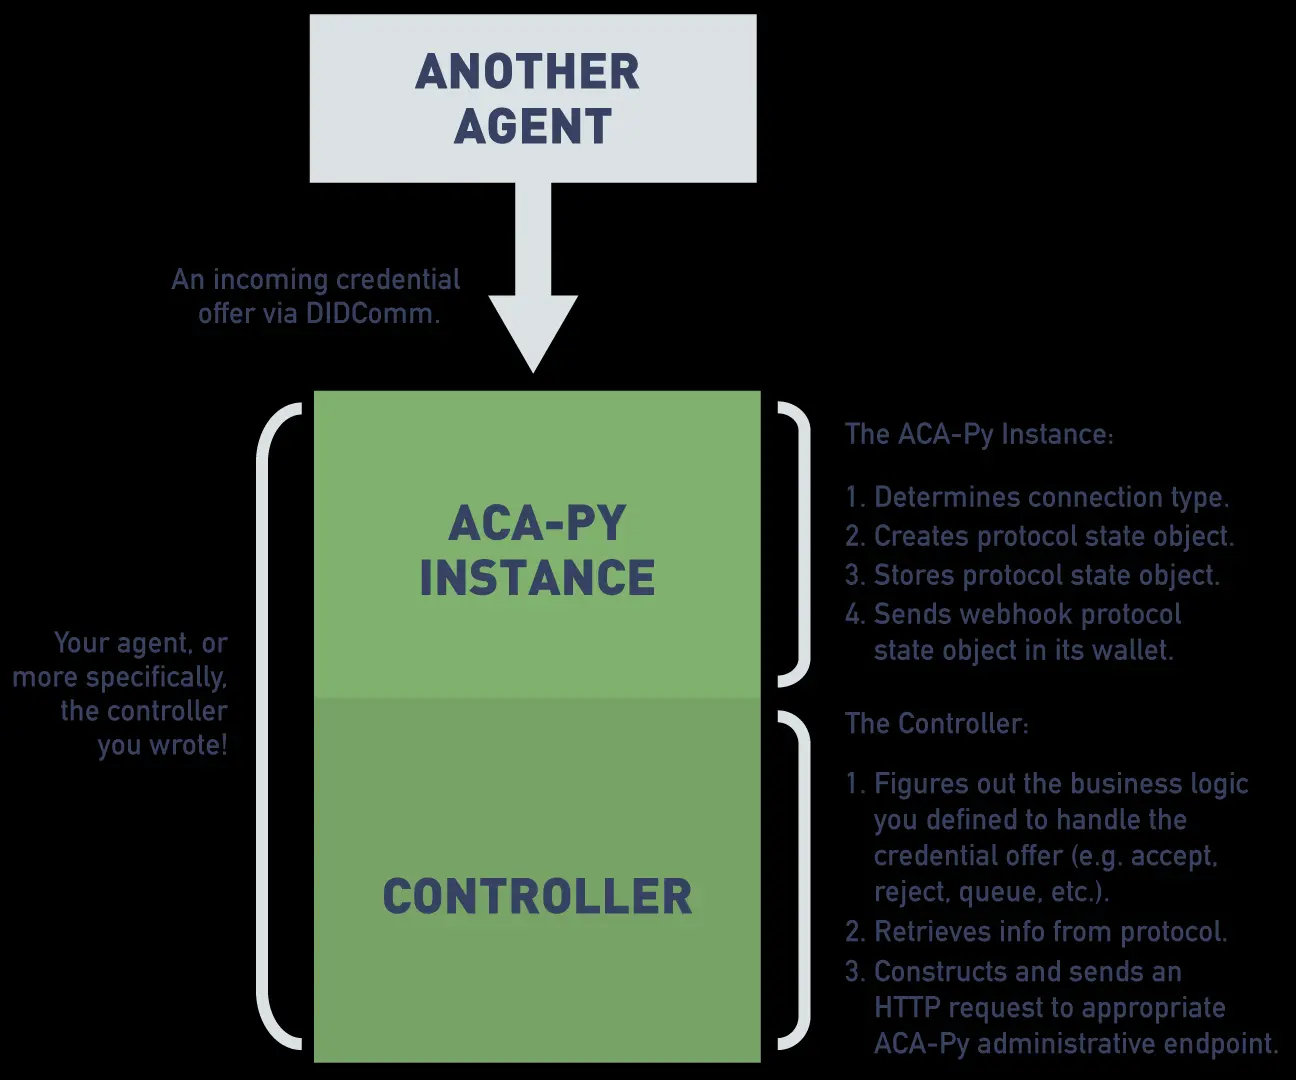 ANOTHER
AGENT
An incoming credential
offer via DIDComm.
ACA-PY
INSTANCE
CONTROLLER
Your agent, or
more specifically,
the controller
you wrote!
The ACA-Py Instance:
1. Determines connection type.
2. Creates protocol state object.
3. Stores protocol state object.
4. Sends webhook protocol
state object in its wallet.
The Controller:
1. Figures out the business logic
you defined to handle the
credential offer (e.g. accept,
reject, queue, etc.).
2. Retrieves info from protocol.
3. Constructs and sends an
HTTP request to appropriate
ACA-Py administrative endpoint.